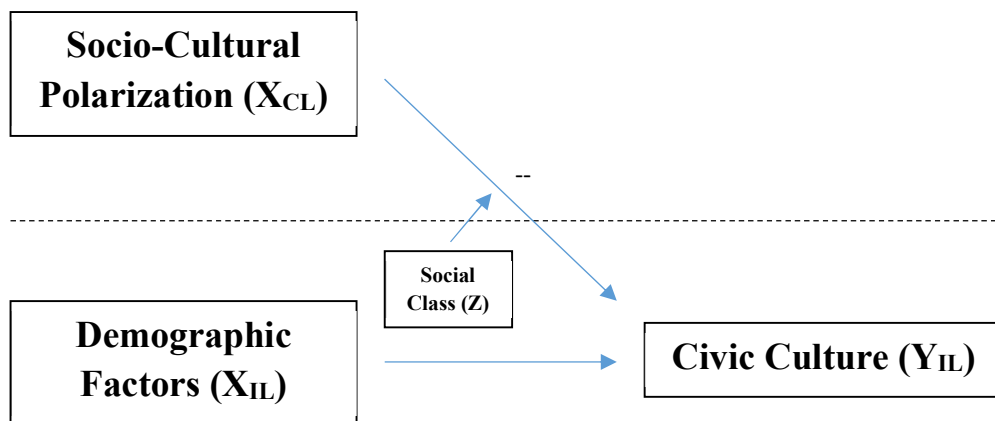 Socio-Cultural
Polarization (XCL)
--
Social
Class (Z)
Demographic
Factors (XIL)
Civic Culture (YIL)